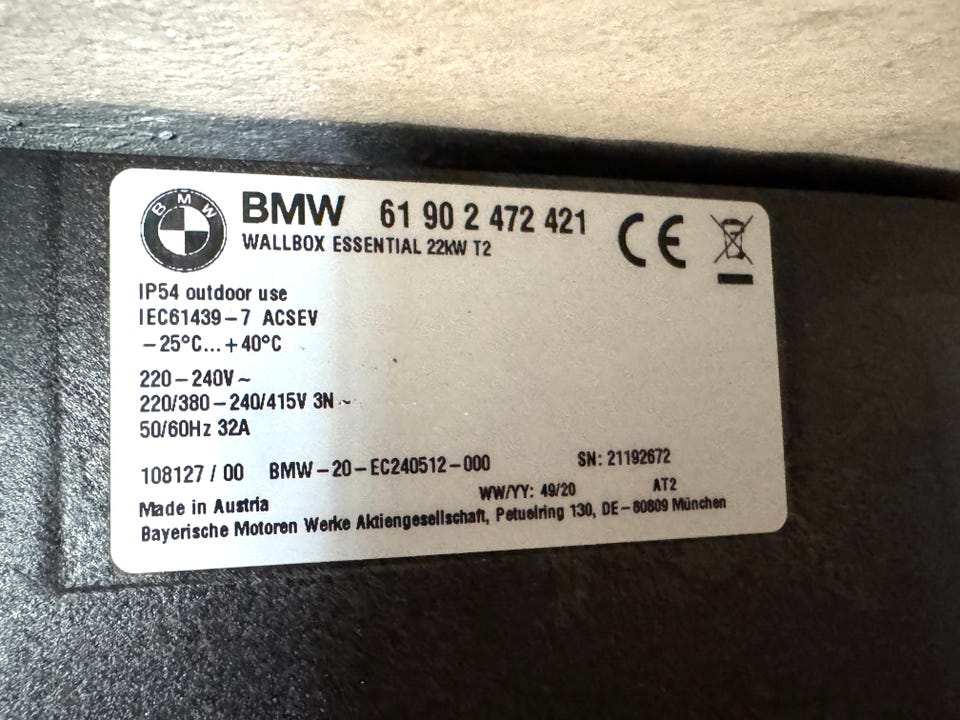 BMW
BMW 61 90 2 472 421
WALLBOX ESSENTIAL 22KW T2
CE
IP54 outdoor use
IEC61439-7 ACSEV
-25°C...+40°C
220-240V~
220/380-240/415V 3N~
50/60Hz 32A
108127 / 00 BMW-20-EC240512-000 SN: 21192672
WW/YY: 49/20 AT2
Made in Austria
Bayerische Motoren Werke Aktiengesellschaft, Petuelring 130, DE-80809 München